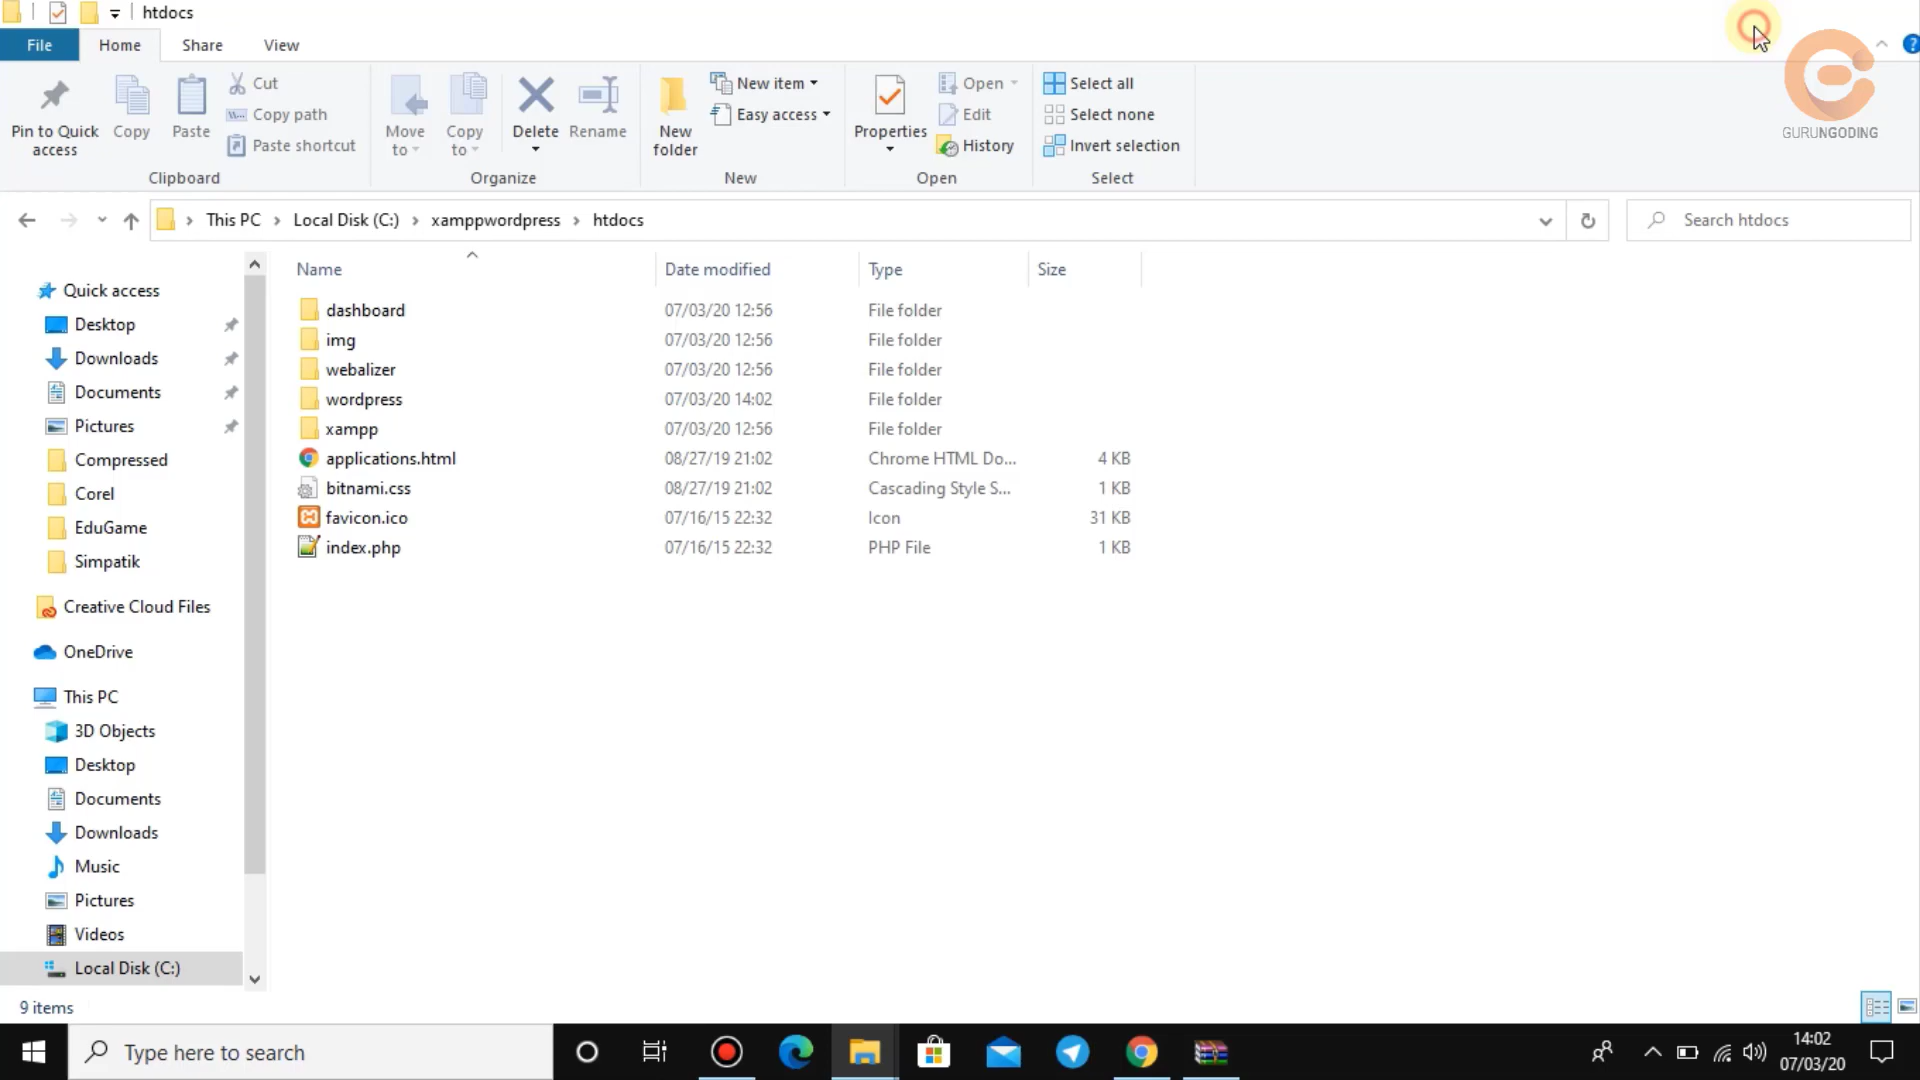 htdocs
File Home Share View
Pin to Quick access
Copy
Paste
Cut
Copy path
Paste shortcut
Clipboard
Move to
Copy to
Delete
Rename
Organize
New folder
New item
Easy access
New
Properties
Open
Edit
History
Open
Select all
Select none
Invert selection
Select
GURUNGODING
This PC > Local Disk (C:) > xamppwordpress > htdocs
Search htdocs
Quick access
Desktop
Downloads
Documents
Pictures
Compressed
Corel
EduGame
Simpatik
Creative Cloud Files
OneDrive
This PC
3D Objects
Desktop
Documents
Downloads
Music
Pictures
Videos
Local Disk (C:)
Name Date modified Type Size
dashboard 07/03/20 12:56 File folder
img 07/03/20 12:56 File folder
webalizer 07/03/20 12:56 File folder
wordpress 07/03/20 14:02 File folder
xampp 07/03/20 12:56 File folder
applications.html 08/27/19 21:02 Chrome HTML Do... 4 KB
bitnami.css 08/27/19 21:02 Cascading Style S... 1 KB
favicon.ico 07/16/15 22:32 Icon 31 KB
index.php 07/16/15 22:32 PHP File 1 KB
9 items
Type here to search
14:02
07/03/20